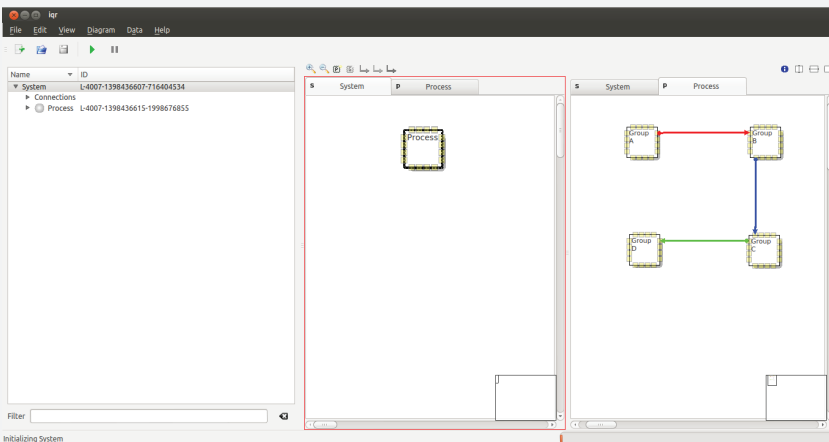 iqr
File Edit View Diagram Data Help
Name ID
System L-4007-1398436607-716404534
Connections
Process L-4007-1398436615-1998676855
S System P Process
Process
S System P Process
Group A
Group B
Group D
Group C
Filter
Initializing System